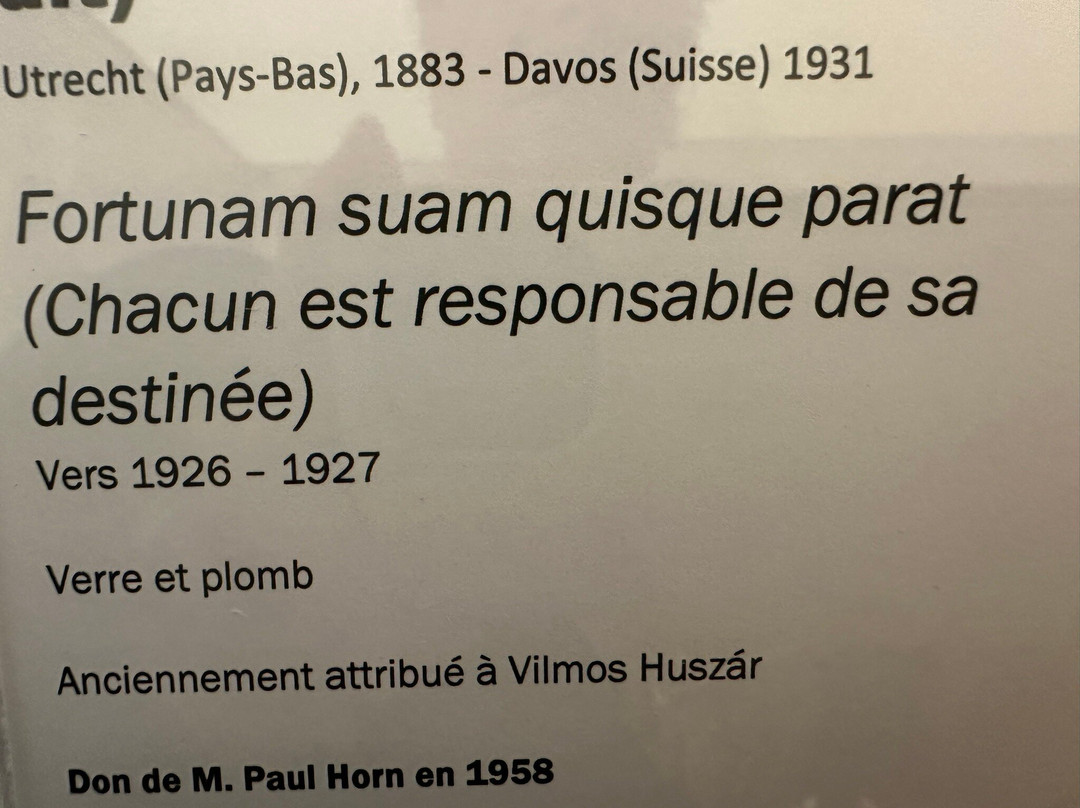 Utrecht (Pays-Bas), 1883 - Davos (Suisse) 1931
Fortunam suam quisque parat
(Chacun est responsable de sa
destinée)
Vers 1926 – 1927
Verre et plomb
Anciennement attribué à Vilmos Huszár
Don de M. Paul Horn en 1958